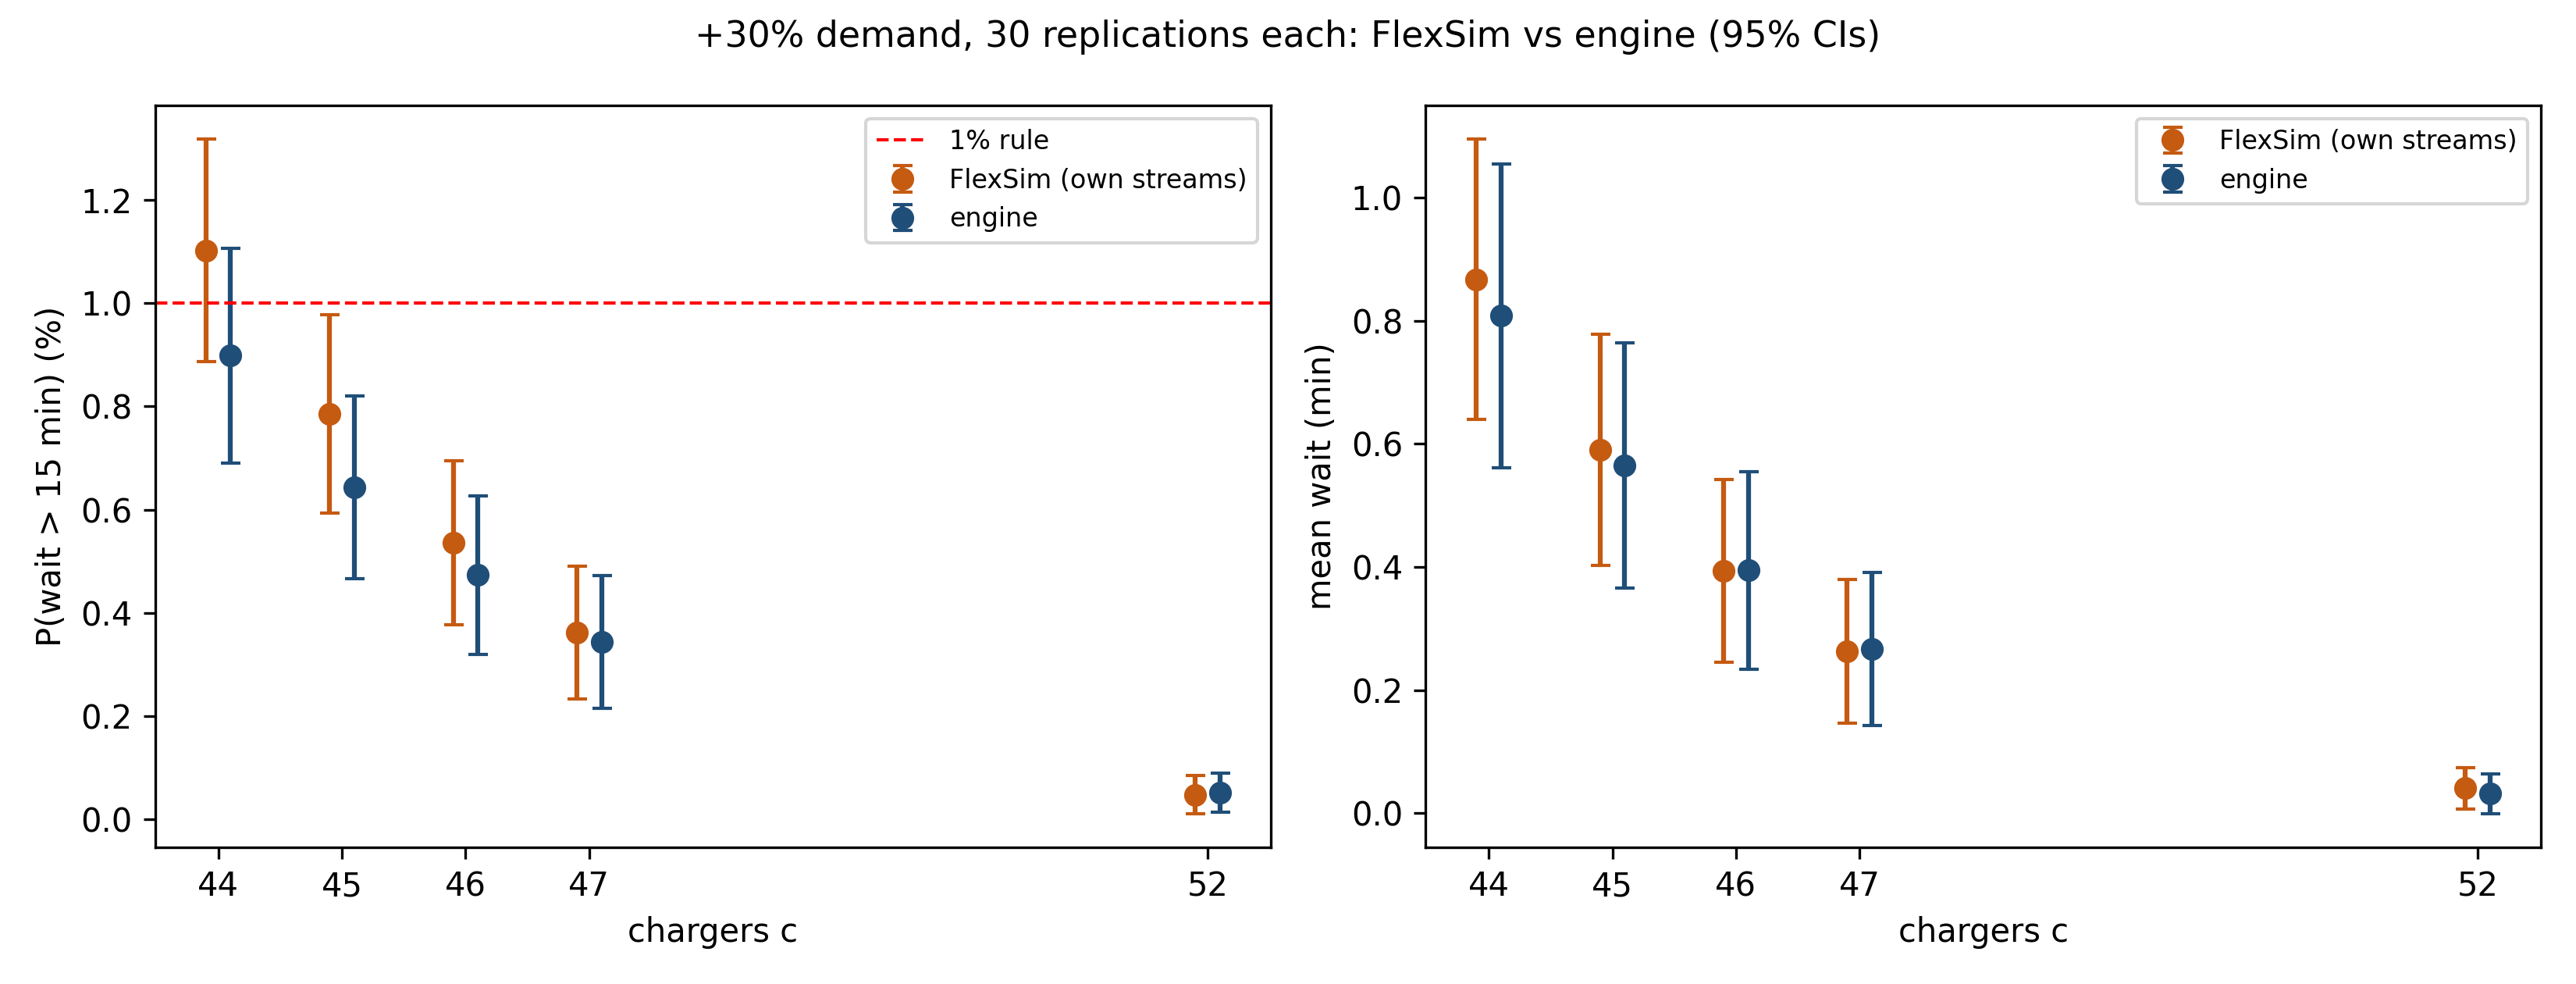 +30% demand, 30 replications each: FlexSim vs engine (95% CIs)
P(wait > 15 min) (%)
1.2
1.0
0.8
0.6
0.4
0.2
0.0
1% rule
FlexSim (own streams)
engine
44 45 46 47 52
chargers c
mean wait (min)
1.0
0.8
0.6
0.4
0.2
0.0
FlexSim (own streams)
engine
44 45 46 47 52
chargers c